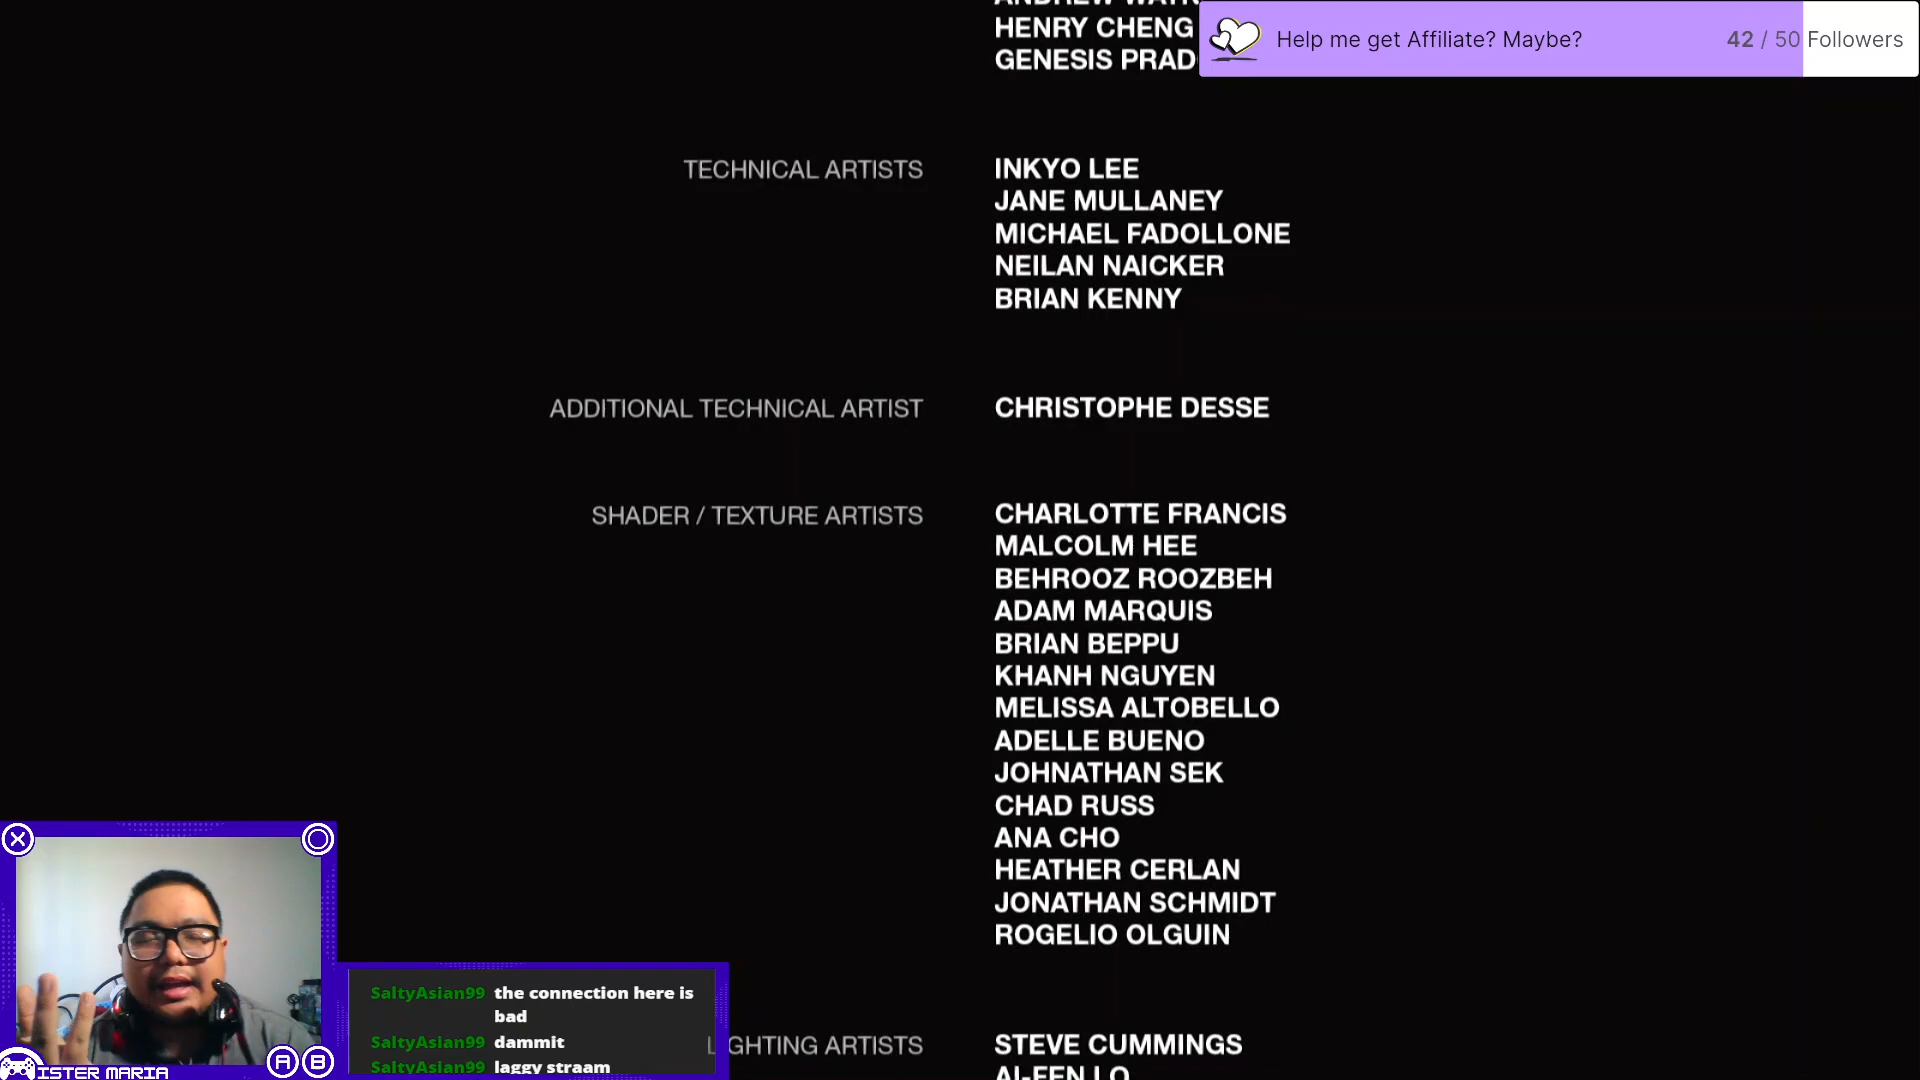 HENRY CHENG
GENESIS PRAD
Help me get Affiliate? Maybe?
42 / 50 Followers
TECHNICAL ARTISTS
INKYO LEE
JANE MULLANEY
MICHAEL FADOLLONE
NEILAN NAICKER
BRIAN KENNY
ADDITIONAL TECHNICAL ARTIST
CHRISTOPHE DESSE
SHADER / TEXTURE ARTISTS
CHARLOTTE FRANCIS
MALCOLM HEE
BEHROOZ ROOZBEH
ADAM MARQUIS
BRIAN BEPPU
KHANH NGUYEN
MELISSA ALTOBELLO
ADELLE BUENO
JOHNATHAN SEK
CHAD RUSS
ANA CHO
HEATHER CERLAN
JONATHAN SCHMIDT
ROGELIO OLGUIN
LIGHTING ARTISTS
STEVE CUMMINGS
AI-FEN LO
SaltyAsian99 the connection here is
bad
SaltyAsian99 dammit
SaltyAsian99 laggy straam
A B
ISTER MARIA